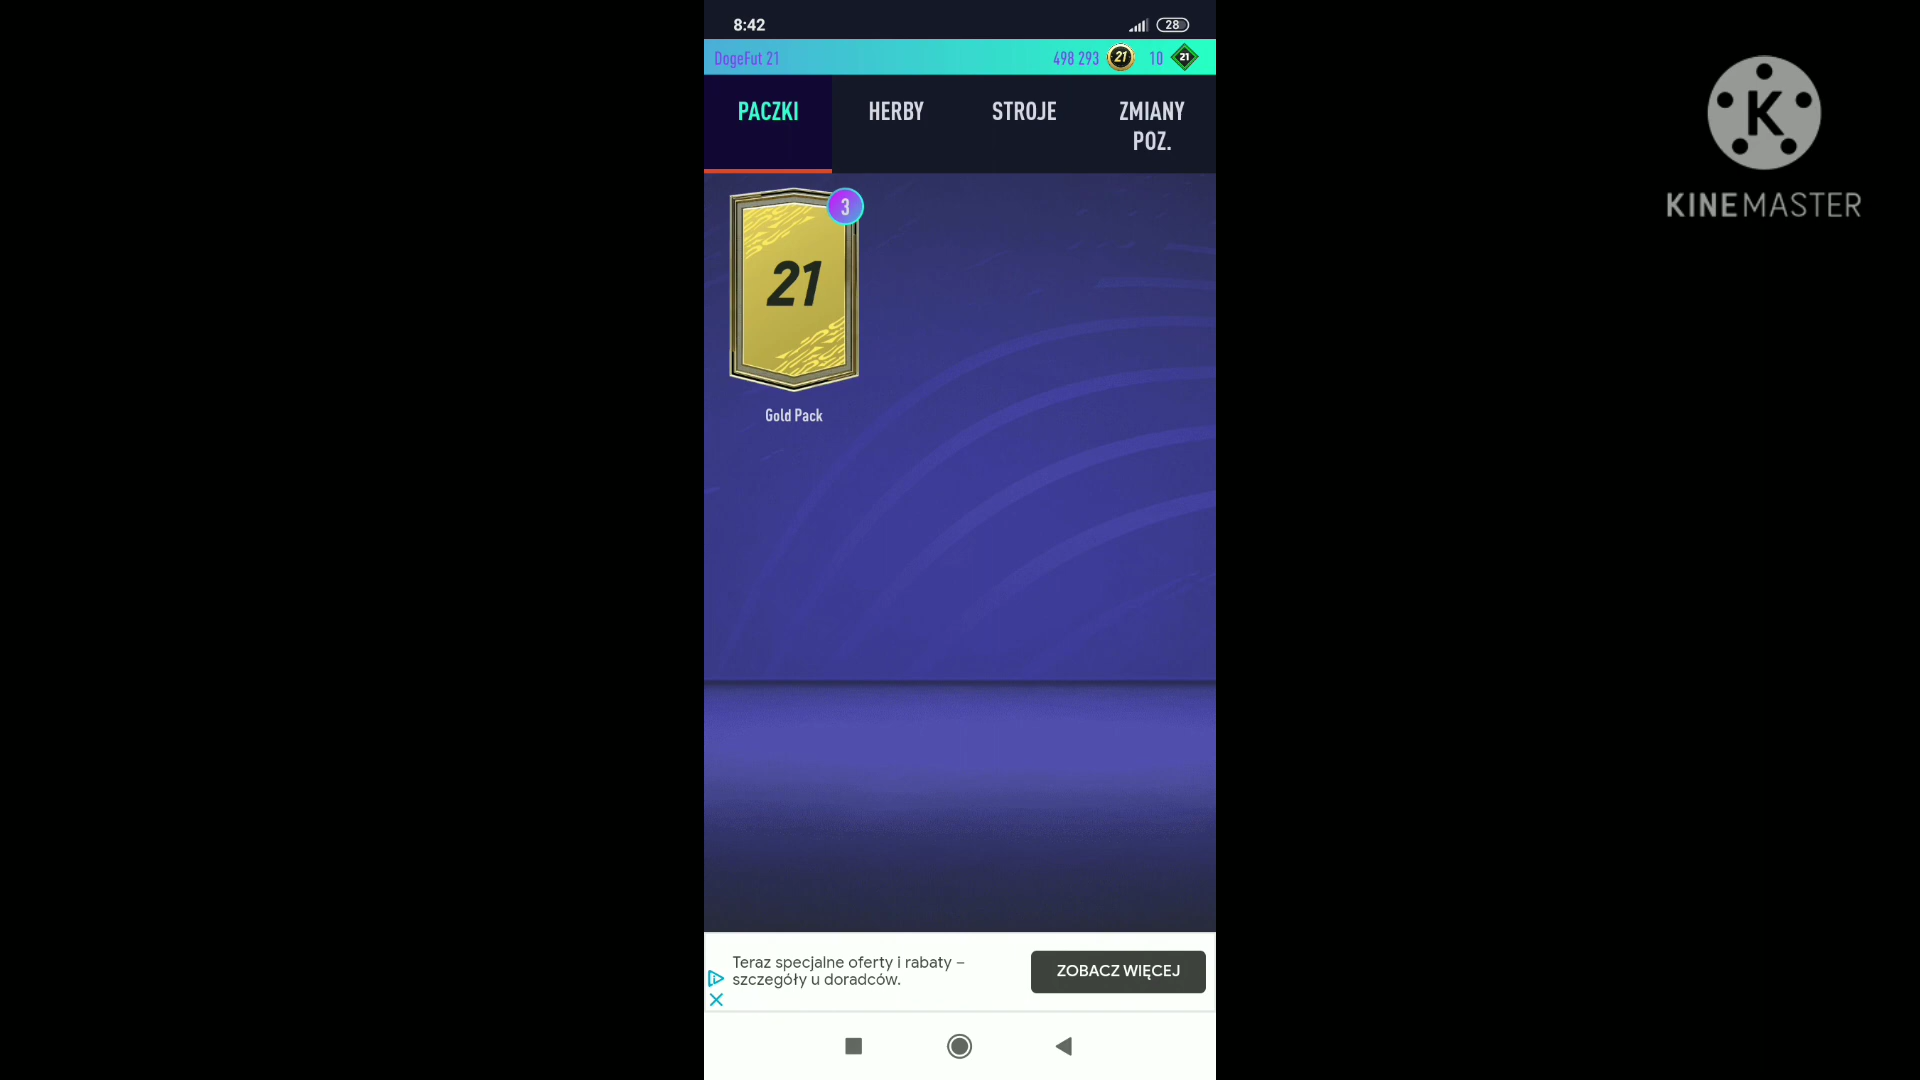 8:42
28
DogeFut 21
498 293
21
10
21
PACZKI
HERBY
STROJE
ZMIANY
POZ.
3
21
Gold Pack
K
KINEMASTER
Teraz specjalne oferty i rabaty –
szczegóły u doradców.
ZOBACZ WIĘCEJ